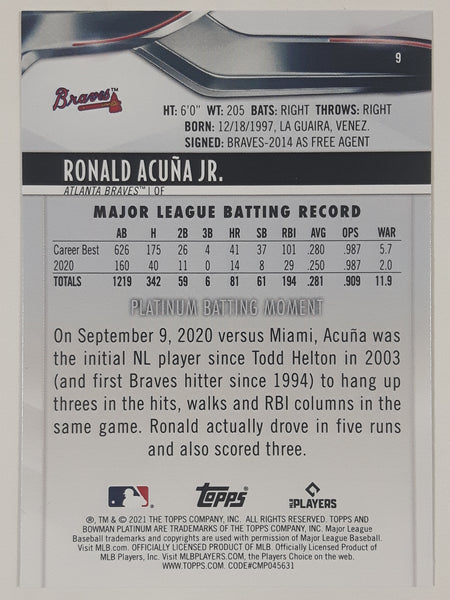 9
Braves™
HT: 6'0" WT: 205 BATS: RIGHT THROWS: RIGHT
BORN: 12/18/1997, LA GUAIRA, VENEZ.
SIGNED: BRAVES-2014 AS FREE AGENT
RONALD ACUÑA JR.
ATLANTA BRAVES™ | OF
MAJOR LEAGUE BATTING RECORD
AB H 2B 3B HR SB RBI AVG OPS WAR
Career Best 626 175 26 4 41 37 101 .280 .987 5.7
2020 160 40 11 0 14 8 29 .250 .987 2.0
TOTALS 1219 342 59 6 81 61 194 .281 .909 11.9
PLATINUM BATTING MOMENT
On September 9, 2020 versus Miami, Acuña was
the initial NL player since Todd Helton in 2003
(and first Braves hitter since 1994) to hang up
threes in the hits, walks and RBI columns in the
same game. Ronald actually drove in five runs
and also scored three.
topps
MLB PLAYERS
®, TM & © 2021 THE TOPPS COMPANY, INC. ALL RIGHTS RESERVED. TOPPS AND
BOWMAN PLATINUM ARE TRADEMARKS OF THE TOPPS COMPANY, INC. Major League
Baseball trademarks and copyrights are used with permission of Major League Baseball.
Visit MLB.com. OFFICIALLY LICENSED PRODUCT OF MLB. Officially Licensed Product of
MLB Players, Inc. Visit MLBPLAYERS.com, the Players Choice on the web.
WWW.TOPPS.COM CODE#CMP045631